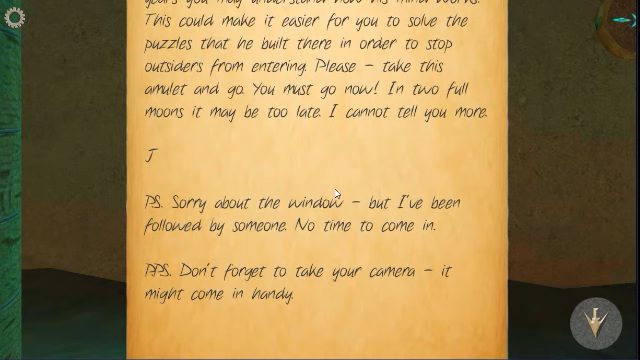 years you may understand how his mind works.
This could make it easier for you to solve the
puzzles that he built there in order to stop
outsiders from entering. Please - take this
amulet and go. You must go now! In two full
moons it may be too late. I cannot tell you more.
J
PS. Sorry about the window - but I've been
followed by someone. No time to come in.
PPS. Don't forget to take your camera - it
might come in handy.